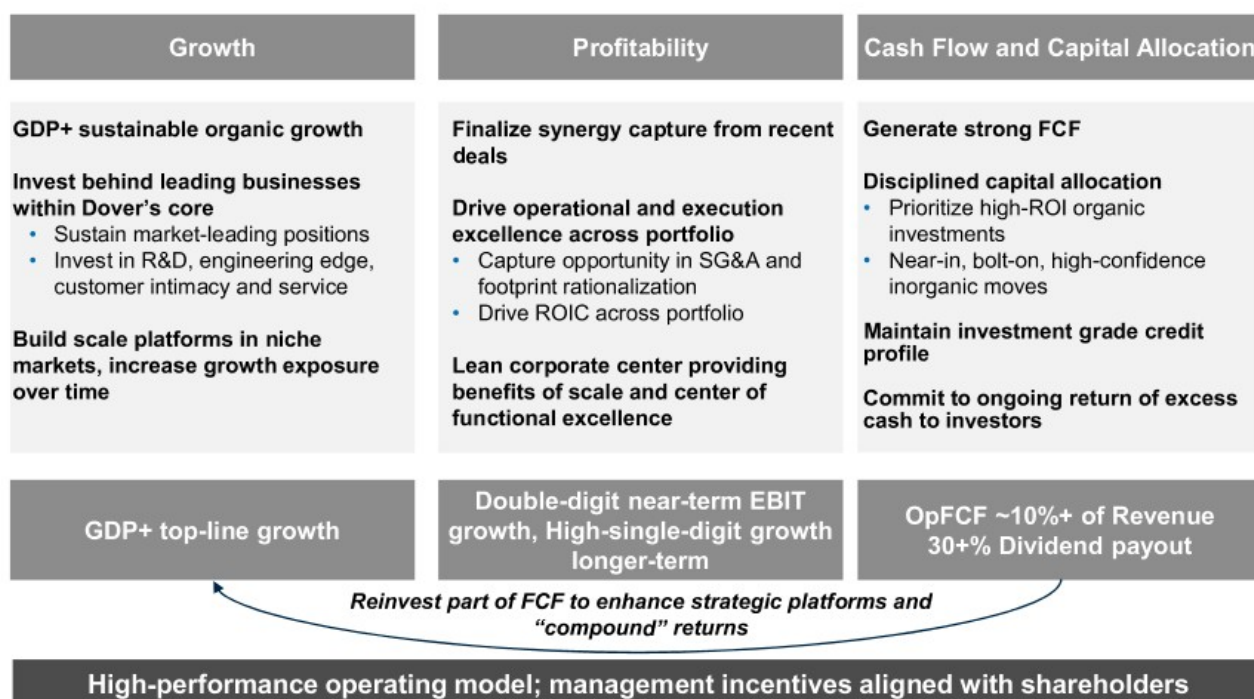 Growth
GDP+ sustainable organic growth
Invest behind leading businesses
within Dover's core
• Sustain market-leading positions
• Invest in R&D, engineering edge,
customer intimacy and service
Build scale platforms in niche
markets, increase growth exposure
over time
GDP+ top-line growth
Profitability
Finalize synergy capture from recent
deals
Drive operational and execution
excellence across portfolio
• Capture opportunity in SG&A and
footprint rationalization
• Drive ROIC across portfolio
Lean corporate center providing
benefits of scale and center of
functional excellence
Double-digit near-term EBIT
growth, High-single-digit growth
longer-term
Cash Flow and Capital Allocation
Generate strong FCF
Disciplined capital allocation
• Prioritize high-ROI organic
investments
• Near-in, bolt-on, high-confidence
inorganic moves
Maintain investment grade credit
profile
Commit to ongoing return of excess
cash to investors
OpFCF ~10%+ of Revenue
30+% Dividend payout
Reinvest part of FCF to enhance strategic platforms and
“compound” returns
High-performance operating model; management incentives aligned with shareholders